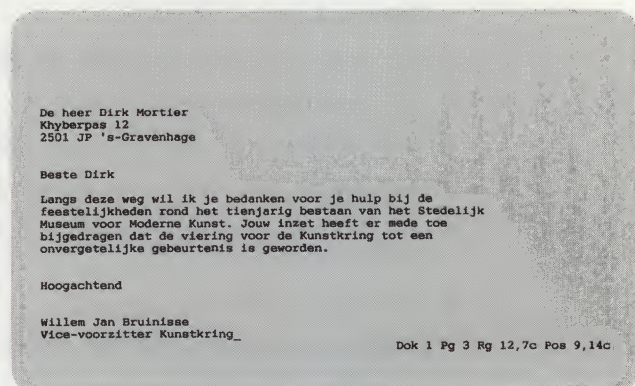 De heer Dirk Mortier
Khyberpas 12
2501 JP 's-Gravenhage
Beste Dirk
Langs deze weg wil ik je bedanken voor je hulp bij de
feestelijkheden rond het tienjarig bestaan van het Stedelijk
Museum voor Moderne Kunst. Jouw inzet heeft er mede toe
bijgedragen dat de viering voor de Kunstkring tot een
onvergetelijke gebeurtenis is geworden.
Hoogachtend
Willem Jan Bruinisse
Vice-voorzitter Kunstkring_
Dok 1 Pg 3 Rg 12,7c Pos 9,14c